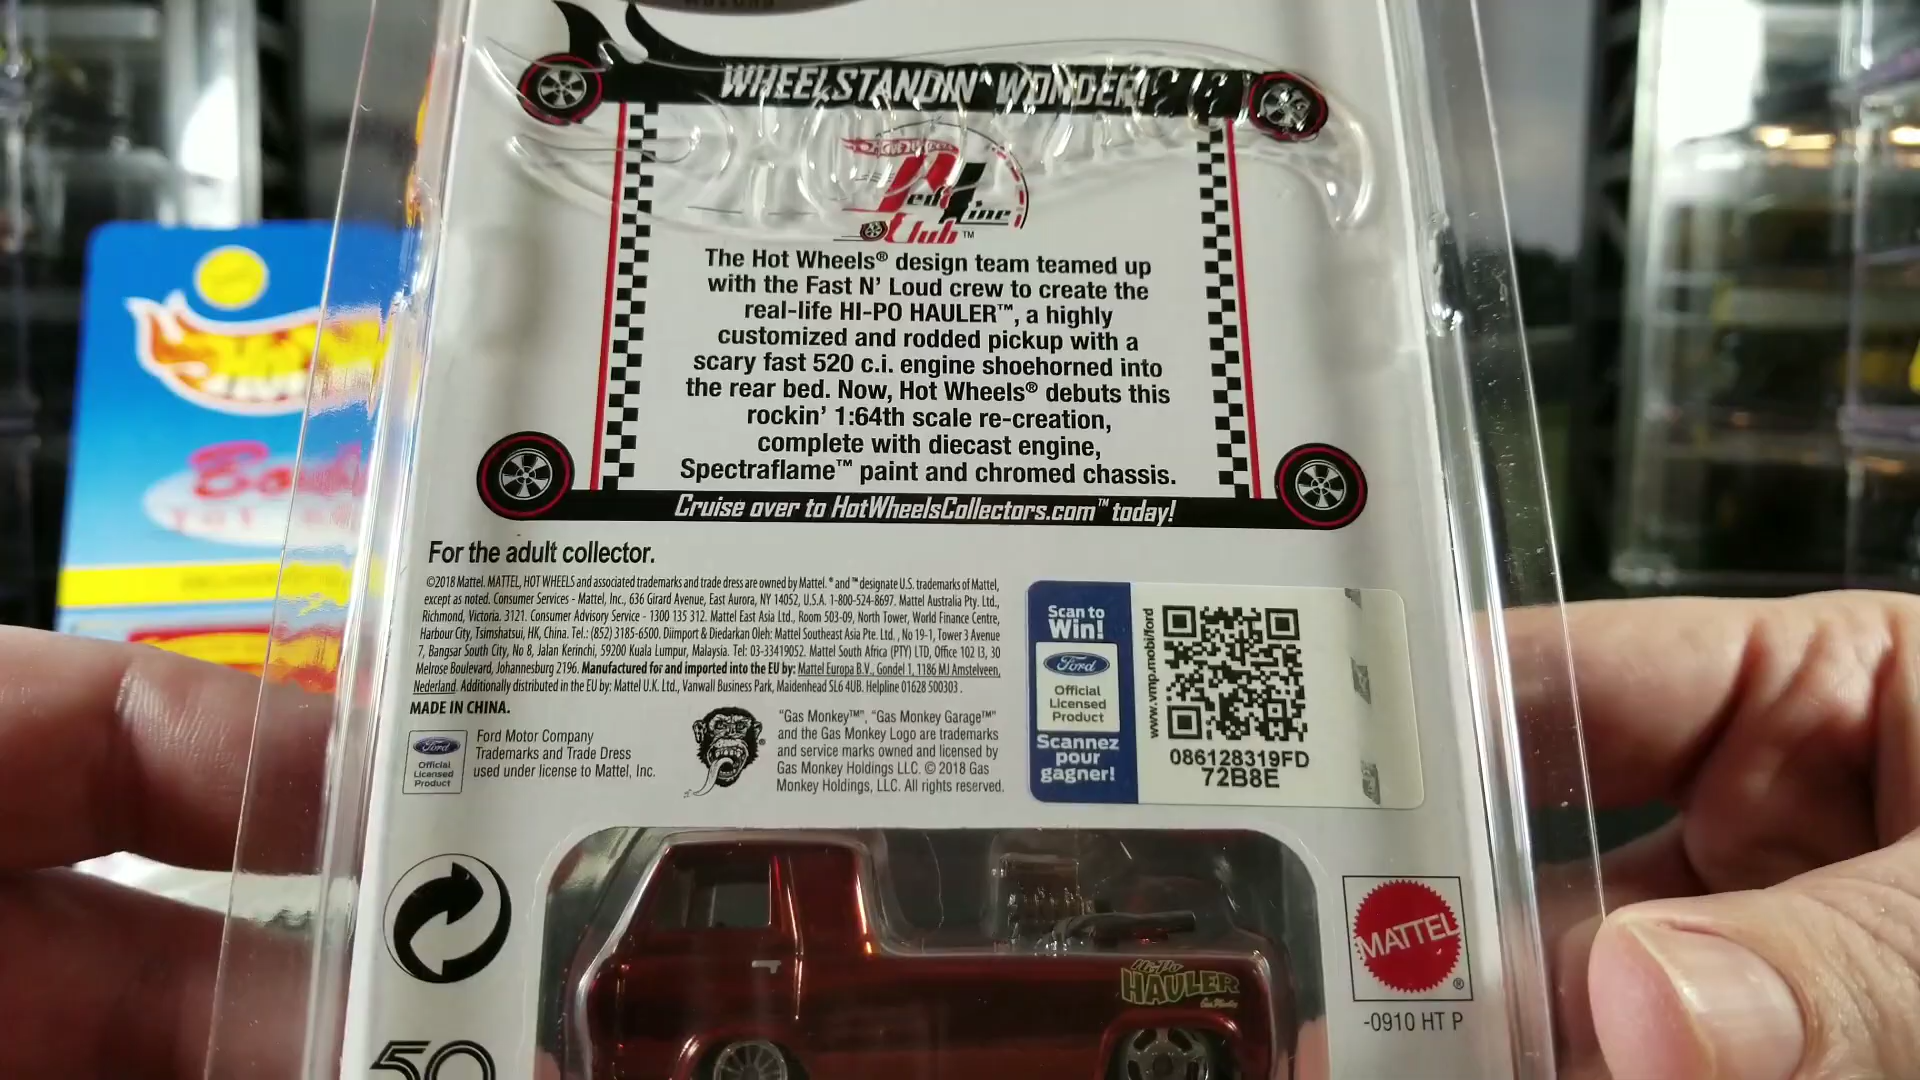 WHEELSTANDIN' WONDER!
Hot Wheels
Red Line
Club™
The Hot Wheels® design team teamed up
with the Fast N' Loud crew to create the
real-life HI-PO HAULER™, a highly
customized and rodded pickup with a
scary fast 520 c.i. engine shoehorned into
the rear bed. Now, Hot Wheels® debuts this
rockin' 1:64th scale re-creation,
complete with diecast engine,
Spectraflame™ paint and chromed chassis.
Cruise over to HotWheelsCollectors.com™ today!
For the adult collector.
©2018 Mattel. MATTEL, HOT WHEELS and associated trademarks and trade dress are owned by Mattel. ® and ™ designate U.S. trademarks of Mattel,
except as noted. Consumer Services - Mattel, Inc., 636 Girard Avenue, East Aurora, NY 14052, U.S.A. 1-800-524-8697. Mattel Australia Pty. Ltd.,
Richmond, Victoria. 3121. Consumer Advisory Service - 1300 135 312. Mattel East Asia Ltd., Room 503-09, North Tower, World Finance Centre,
Harbour City, Tsimshatsui, HK, China. Tel.: (852) 3185-6500. Diimport & Diedarkan Oleh: Mattel Southeast Asia Pte. Ltd., No 19-1, Tower 3 Avenue
7, Bangsar South City, No 8, Jalan Kerinchi, 59200 Kuala Lumpur, Malaysia. Tel: 03-33419052. Mattel South Africa (PTY) LTD, Office 102 I3, 30
Melrose Boulevard, Johannesburg 2196. Manufactured for and imported into the EU by: Mattel Europa B.V., Gondel 1, 1186 MJ Amstelveen,
Nederland. Additionally distributed in the EU by: Mattel U.K. Ltd., Vanwall Business Park, Maidenhead SL6 4UB. Helpline 01628 500303.
MADE IN CHINA.
Ford
Official
Licensed
Product
Ford Motor Company
Trademarks and Trade Dress
used under license to Mattel, Inc.
"Gas Monkey™", "Gas Monkey Garage™"
and the Gas Monkey Logo are trademarks
and service marks owned and licensed by
Gas Monkey Holdings LLC. © 2018 Gas
Monkey Holdings, LLC. All rights reserved.
Scan to
Win!
Ford
Official
Licensed
Product
Scannez
pour
gagner!
www.vmp.mobi/ford
086128319FD
72B8E
Hi-Po
HAULER
Gas Monkey
MATTEL®
-0910 HT P
50